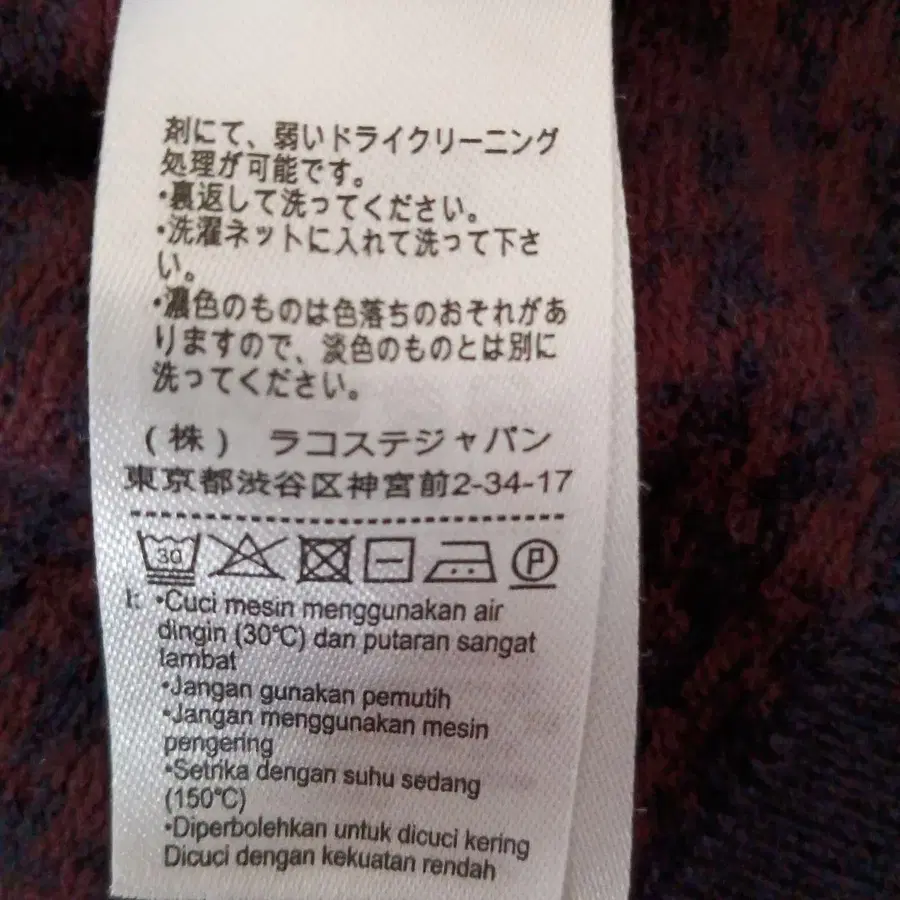 剤にて、弱いドライクリーニング
処理が可能です。
・裏返して洗ってください。
・洗濯ネットに入れて洗って下さ
い。
・濃色のものは色落ちのおそれがあ
りますので、淡色のものとは別に
洗ってください。
(株) ラコステジャパン
東京都渋谷区神宮前2-34-17
30 P
I: •Cuci mesin menggunakan air
dingin (30℃) dan putaran sangat
lambat
•Jangan gunakan pemutih
•Jangan menggunakan mesin
pengering
•Setrika dengan suhu sedang
(150℃)
•Diperbolehkan untuk dicuci kering
Dicuci dengan kekuatan rendah